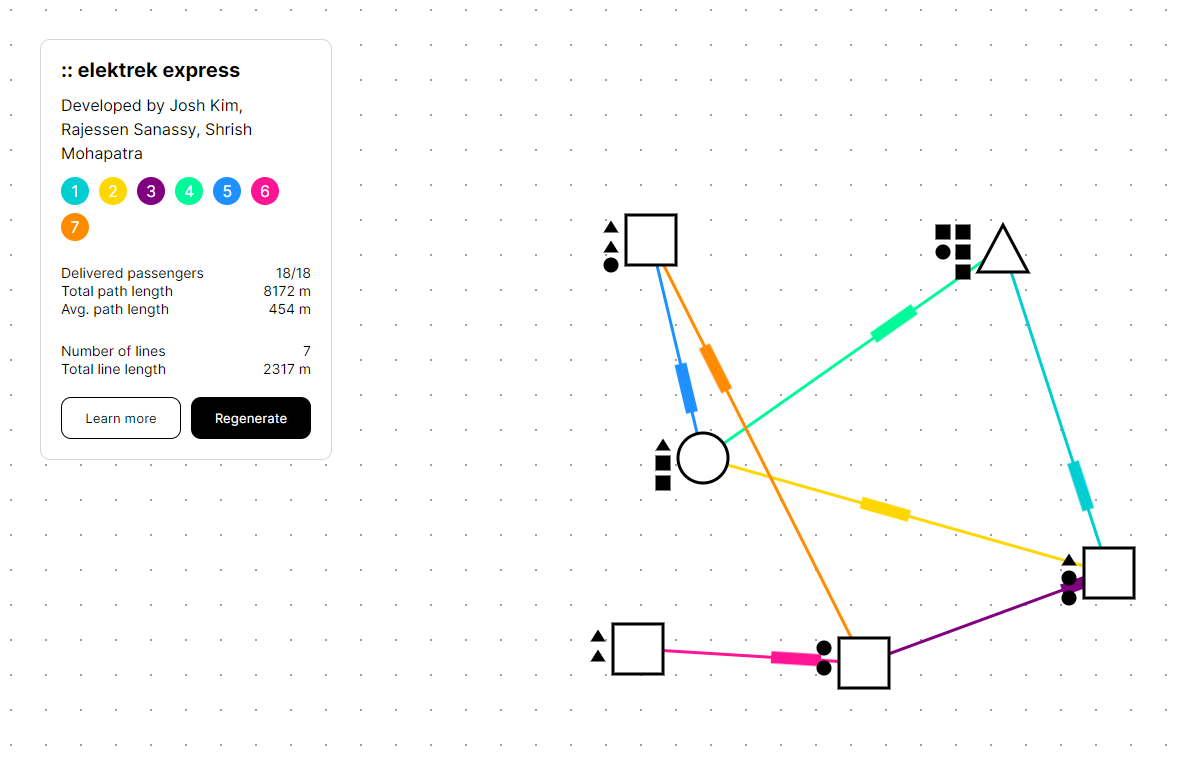 :: elektrek express
Developed by Josh Kim,
Rajessen Sanassy, Shrish
Mohapatra
1 2 3 4 5 6
7
Delivered passengers 18/18
Total path length 8172 m
Avg. path length 454 m
Number of lines 7
Total line length 2317 m
Learn more Regenerate